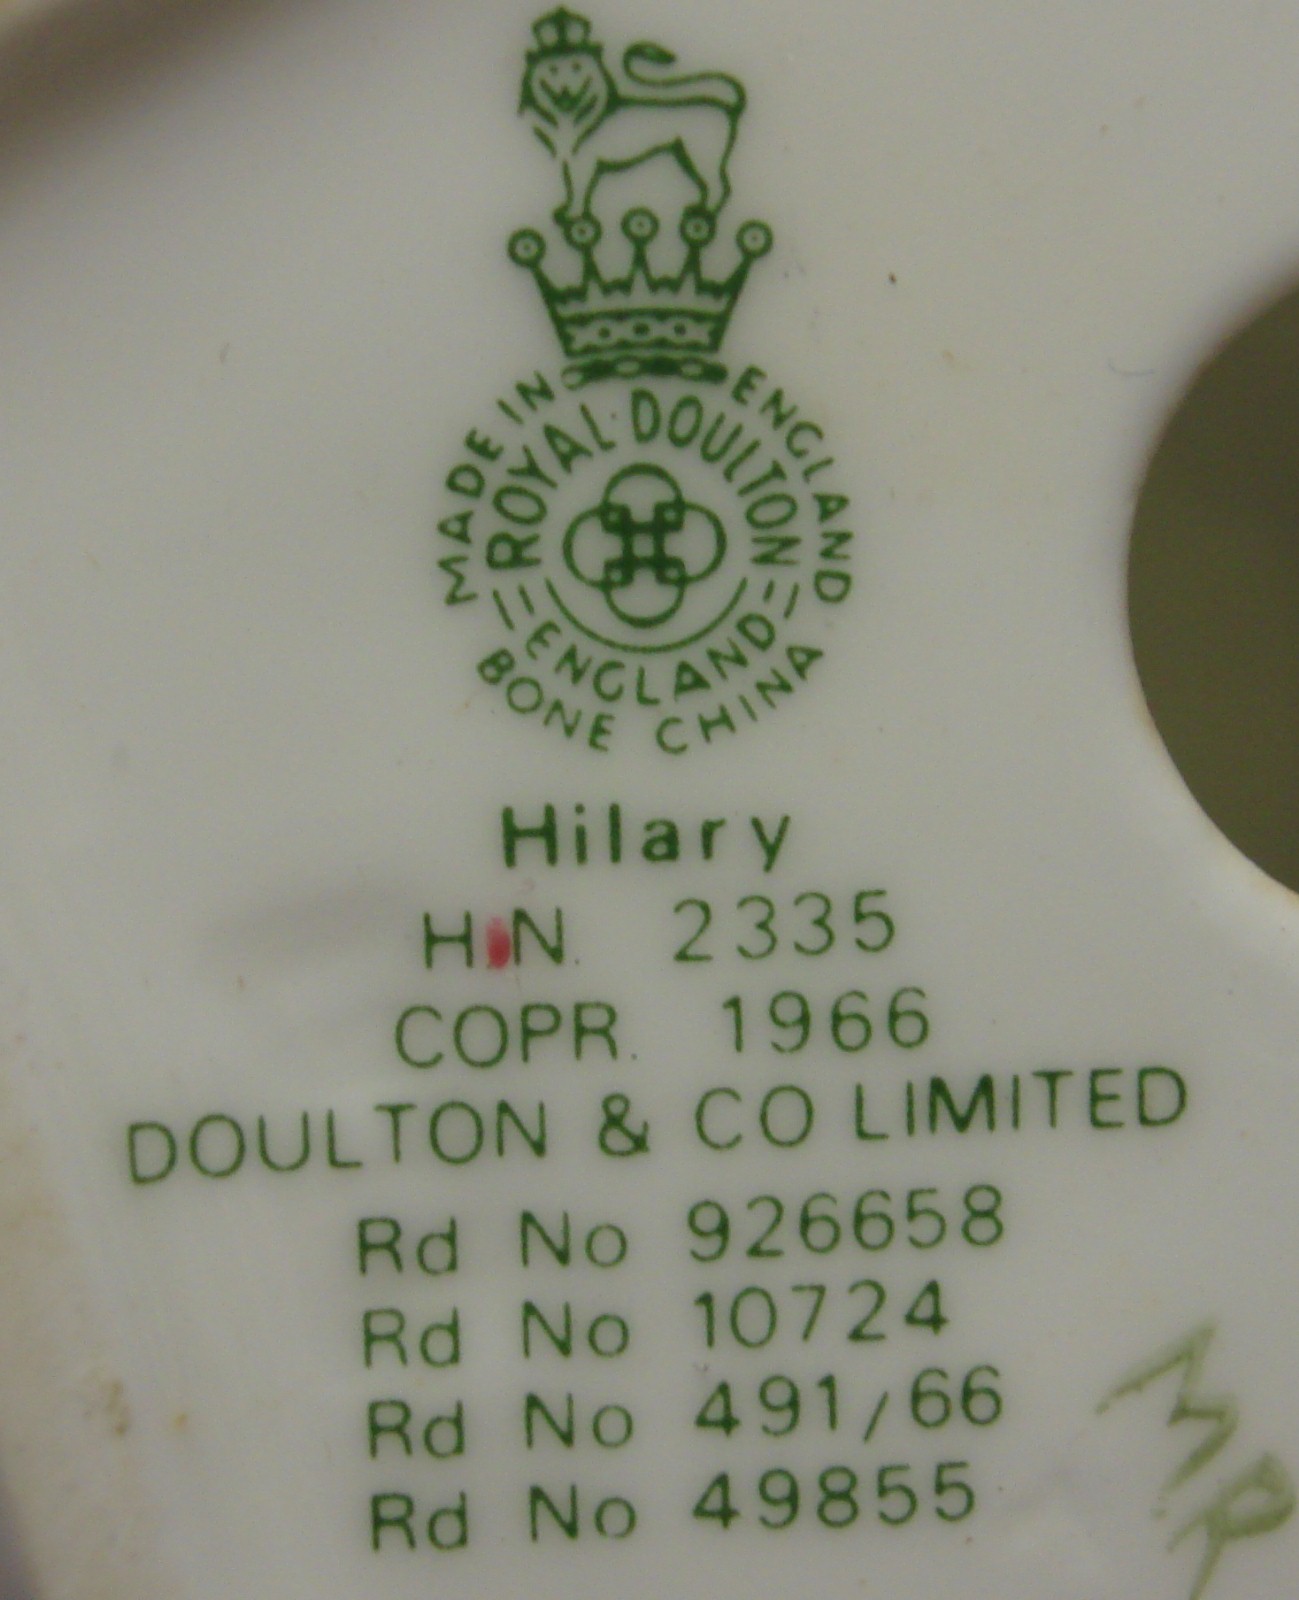 MADE IN ENGLAND
ROYAL DOULTON
ENGLAND
BONE CHINA
Hilary
H.N. 2335
COPR. 1966
DOULTON & CO LIMITED
Rd No 926658
Rd No 10724
Rd No 491/66
Rd No 49855
MR